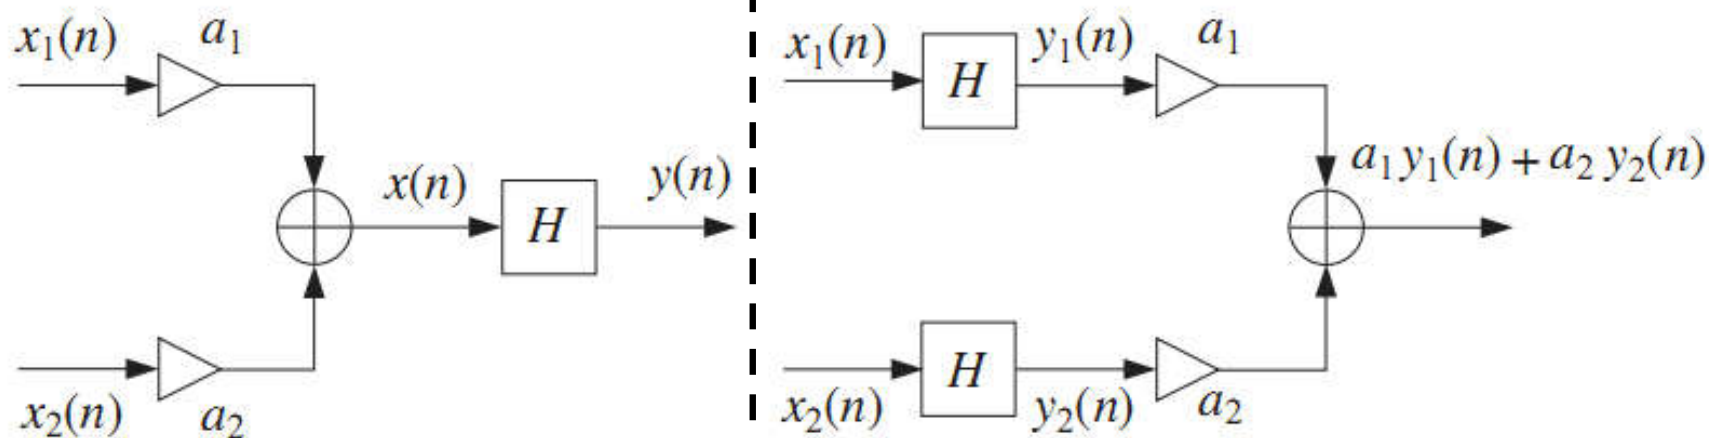 x₁(n)
a₁
x(n)
H
y(n)
x₂(n)
a₂
x₁(n)
H
y₁(n)
a₁
a₁ y₁(n) + a₂ y₂(n)
x₂(n)
H
y₂(n)
a₂